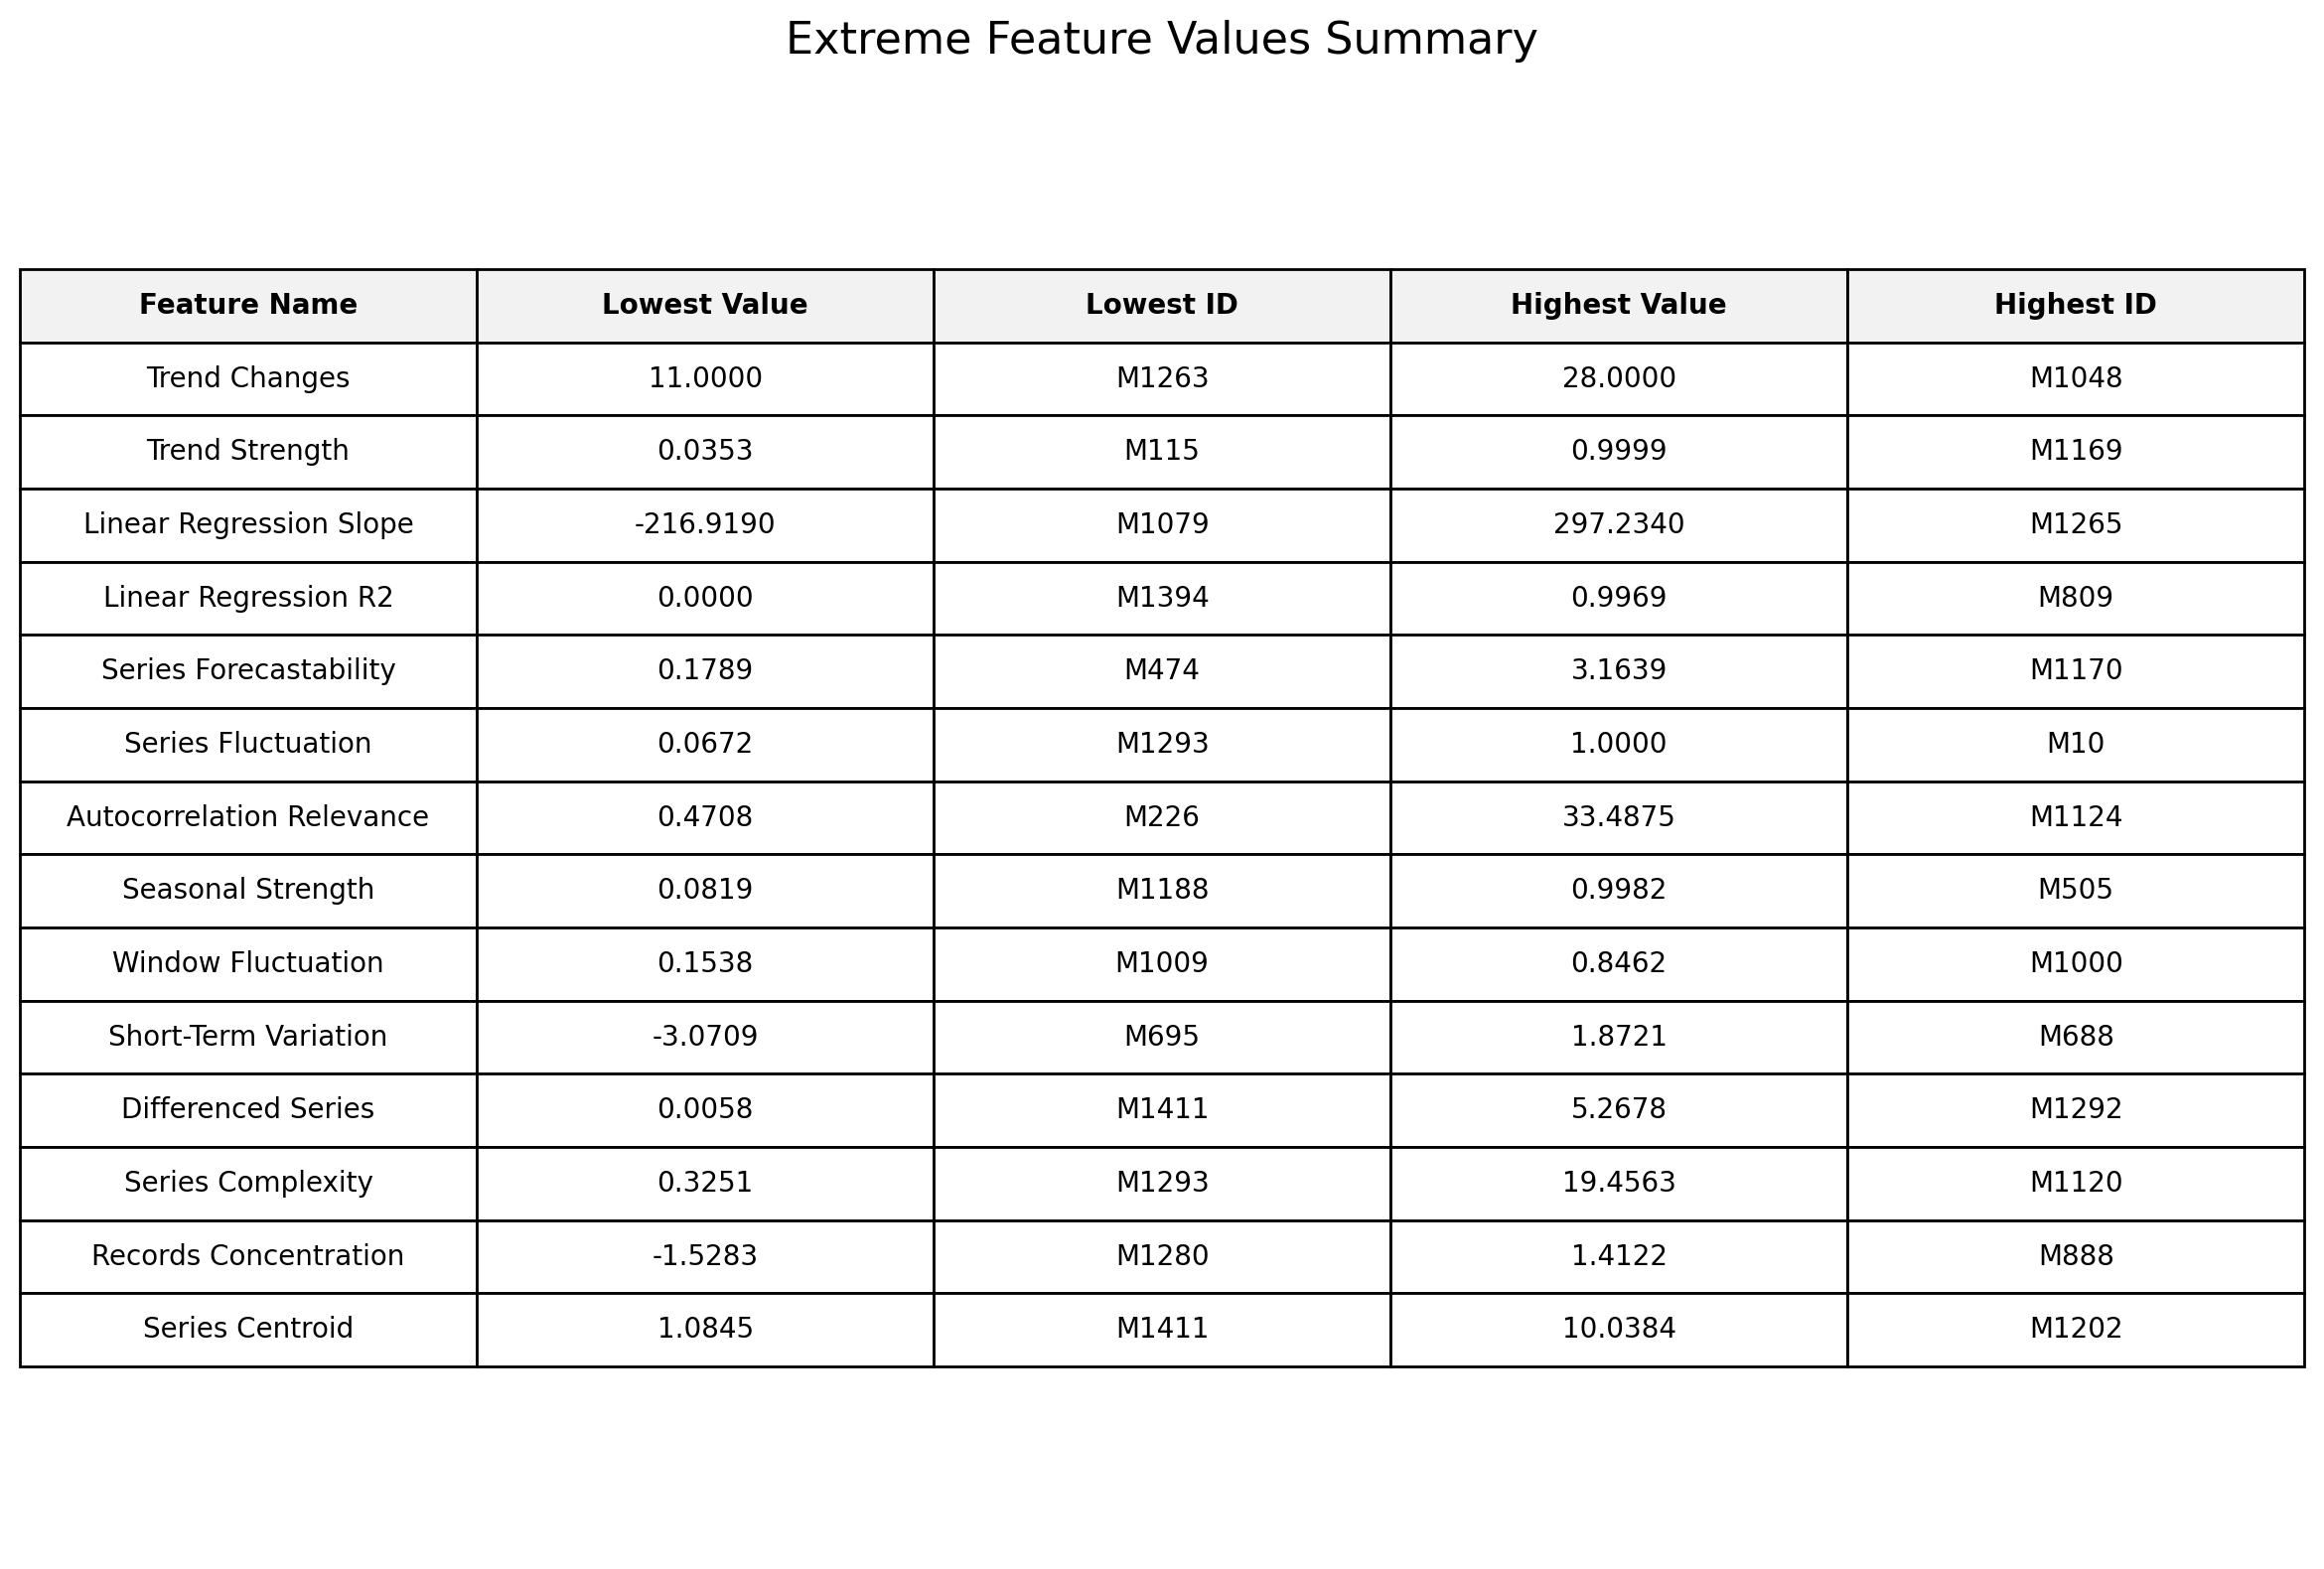 Extreme Feature Values Summary
Feature Name Lowest Value Lowest ID Highest Value Highest ID
Trend Changes 11.0000 M1263 28.0000 M1048
Trend Strength 0.0353 M115 0.9999 M1169
Linear Regression Slope -216.9190 M1079 297.2340 M1265
Linear Regression R2 0.0000 M1394 0.9969 M809
Series Forecastability 0.1789 M474 3.1639 M1170
Series Fluctuation 0.0672 M1293 1.0000 M10
Autocorrelation Relevance 0.4708 M226 33.4875 M1124
Seasonal Strength 0.0819 M1188 0.9982 M505
Window Fluctuation 0.1538 M1009 0.8462 M1000
Short-Term Variation -3.0709 M695 1.8721 M688
Differenced Series 0.0058 M1411 5.2678 M1292
Series Complexity 0.3251 M1293 19.4563 M1120
Records Concentration -1.5283 M1280 1.4122 M888
Series Centroid 1.0845 M1411 10.0384 M1202